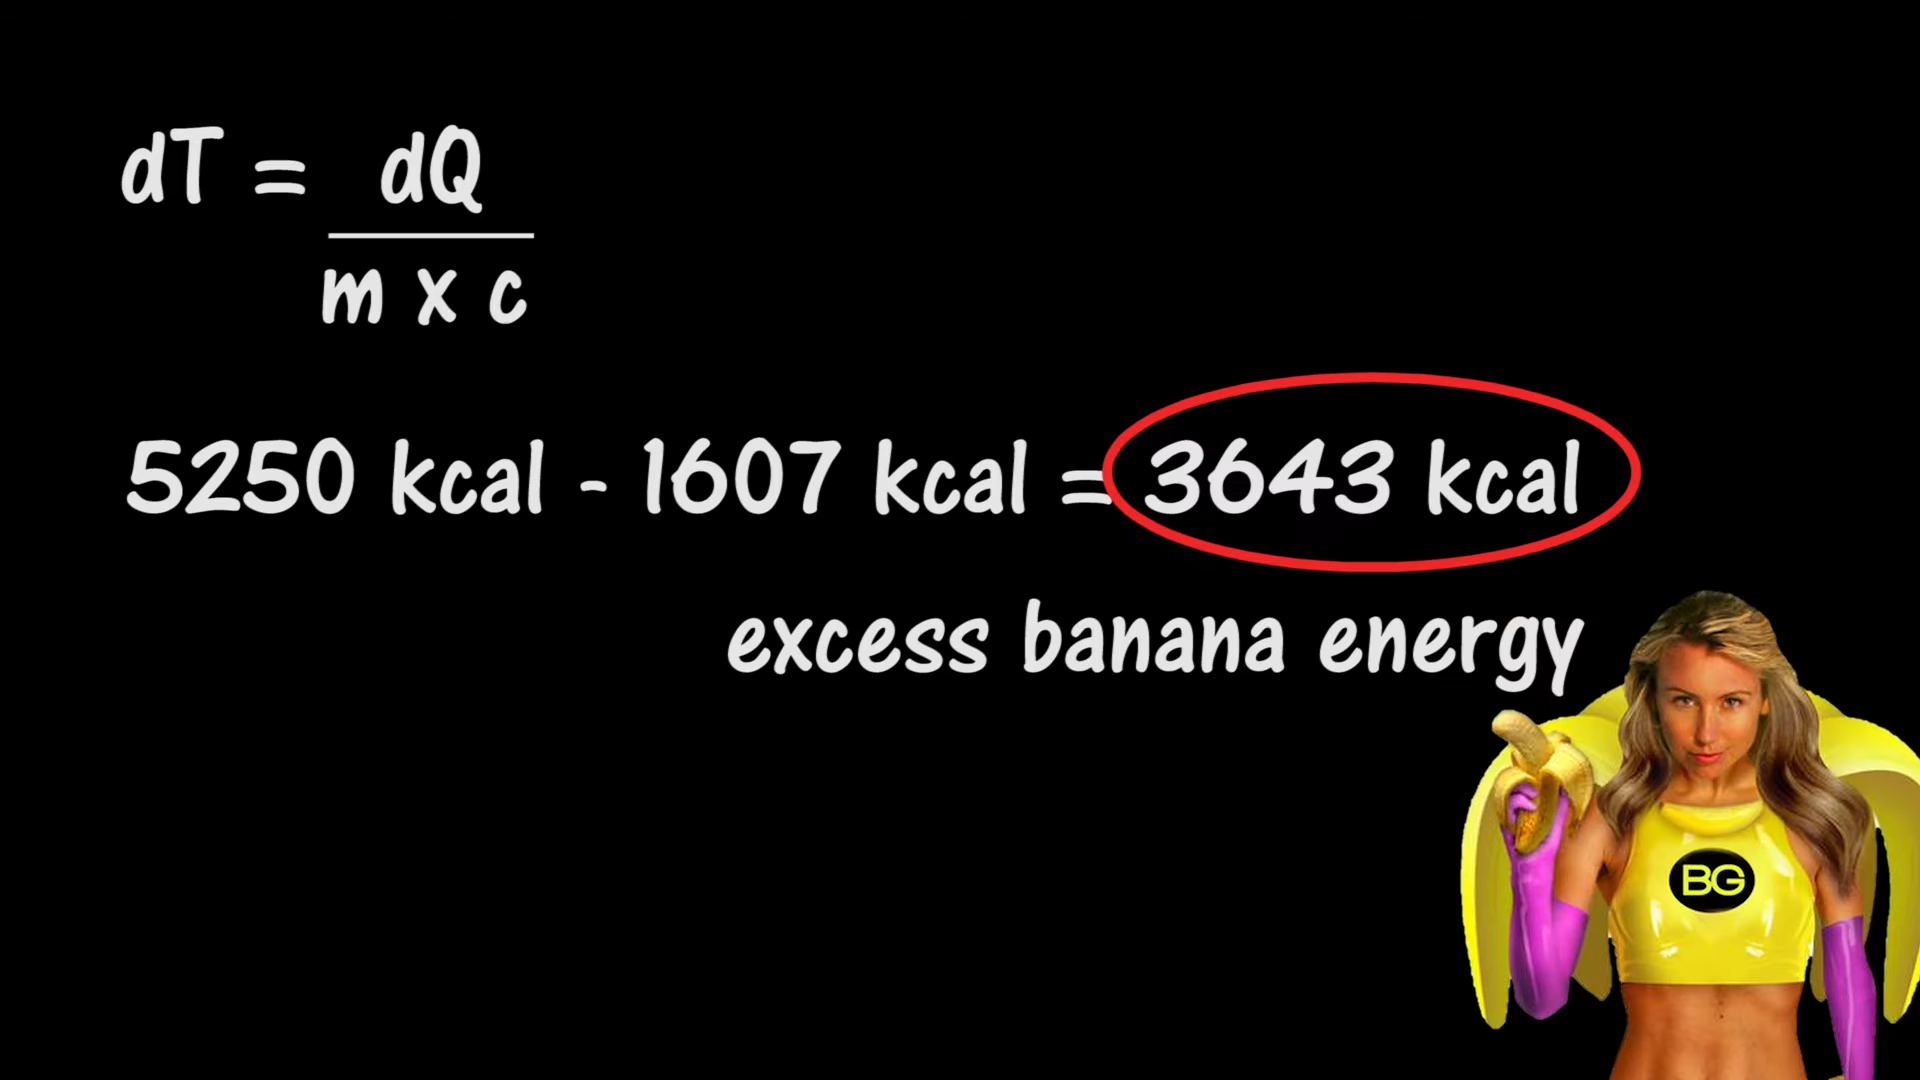 dT = dQ
m x c
5250 kcal - 1607 kcal = 3643 kcal
excess banana energy
BG